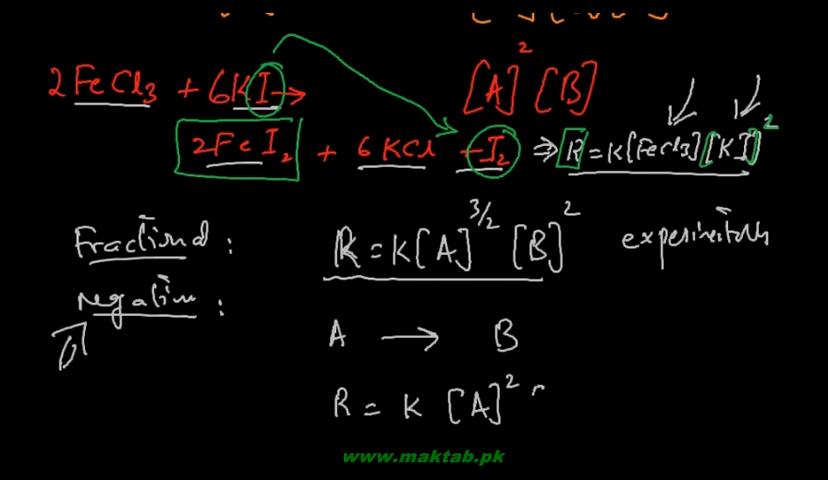 2FeCl₃ + 6KI → [A]² [B]
2FeI₂ + 6KCl + I₂ ⇒ R = K[FeCl₃][KI]²
Fractional : R = K[A]^3/2 [B]² experimentally
negative :
A → B
R = K [A]²
www.maktab.pk